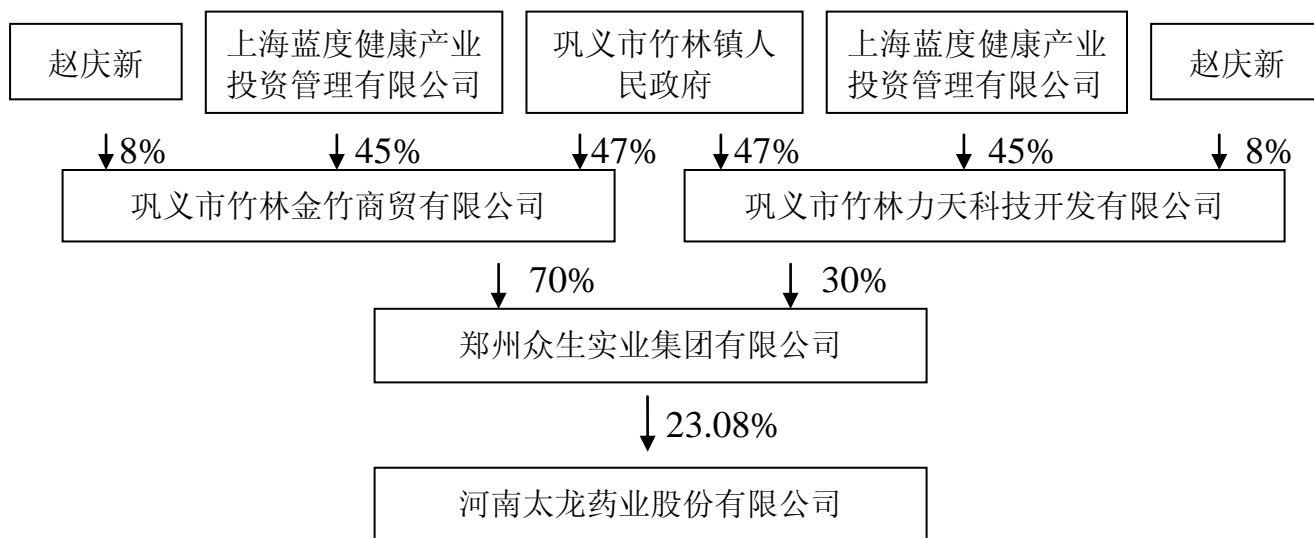 赵庆新
上海蓝度健康产业
投资管理有限公司
巩义市竹林镇人
民政府
上海蓝度健康产业
投资管理有限公司
赵庆新
8%
45%
47%
47%
45%
8%
巩义市竹林金竹商贸有限公司
巩义市竹林力天科技开发有限公司
70%
30%
郑州众生实业集团有限公司
23.08%
河南太龙药业股份有限公司